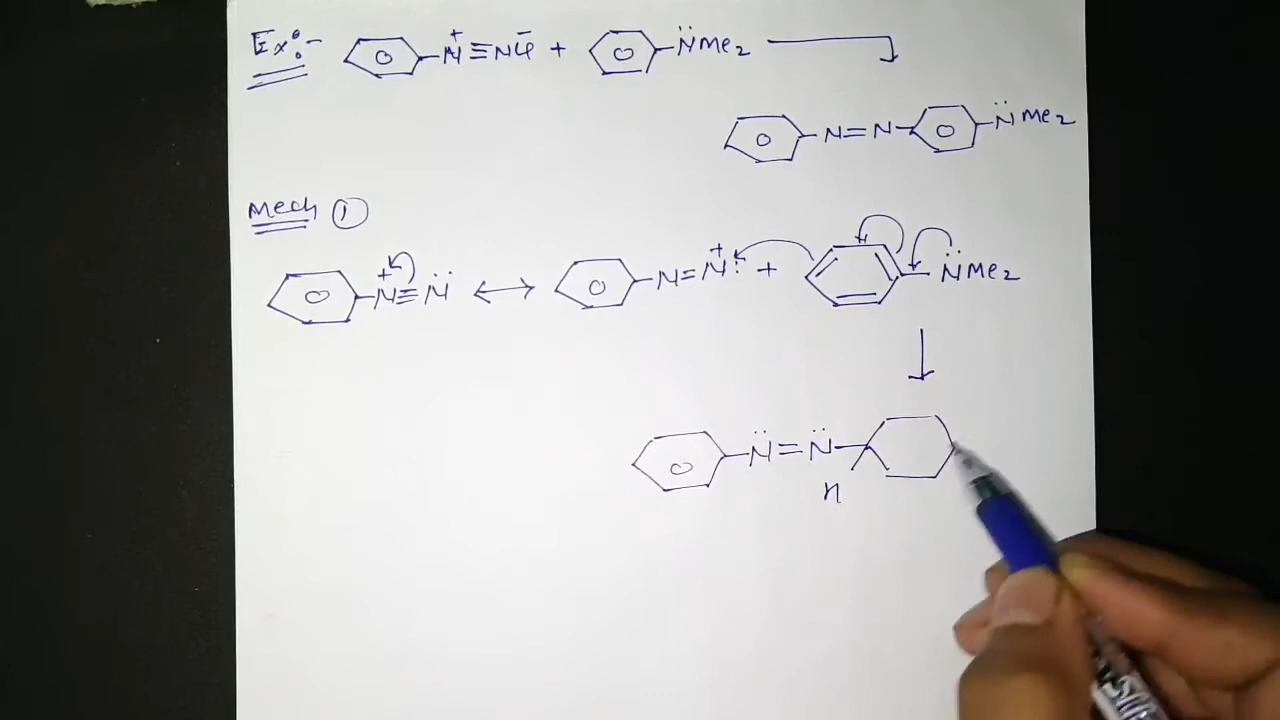 Ex:- N⁺≡NCl⁻ + N̈Me2
N=N N̈Me2
Mech ①
N⁺≡N̈ ↔ N=N̈⁺ + N̈Me2
N̈=N̈
H